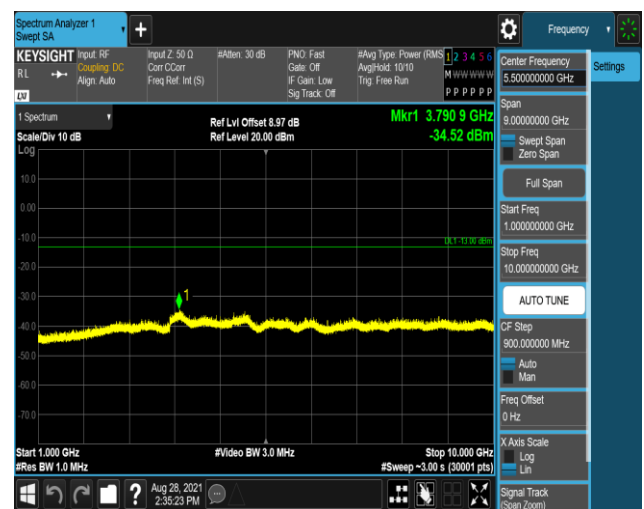 Spectrum Analyzer 1
Swept SA
+
Frequency
KEYSIGHT
RL
LXI
Input: RF
Coupling: DC
Align: Auto
Input Z: 50 Ω
Corr CCorr
Freq Ref: Int (S)
#Atten: 30 dB
PNO: Fast
Gate: Off
IF Gain: Low
Sig Track: Off
#Avg Type: Power (RMS
Avg|Hold: 10/10
Trig: Free Run
1 2 3 4 5 6
M W W W W W
P P P P P P
1 Spectrum
Scale/Div 10 dB
Log
Ref Lvl Offset 8.97 dB
Ref Level 20.00 dBm
Mkr1 3.790 9 GHz
-34.52 dBm
10.0
0.00
-10.0
-20.0
-30.0
-40.0
-50.0
-60.0
-70.0
DL1 -13.00 dBm
1
Start 1.000 GHz
#Res BW 1.0 MHz
#Video BW 3.0 MHz
Stop 10.000 GHz
#Sweep ~3.00 s (30001 pts)
Center Frequency
5.500000000 GHz
Settings
Span
9.00000000 GHz
Swept Span
Zero Span
Full Span
Start Freq
1.000000000 GHz
Stop Freq
10.000000000 GHz
AUTO TUNE
CF Step
900.000000 MHz
Auto
Man
Freq Offset
0 Hz
X Axis Scale
Log
Lin
Signal Track
(Span Zoom)
?
Aug 28, 2021
2:35:23 PM